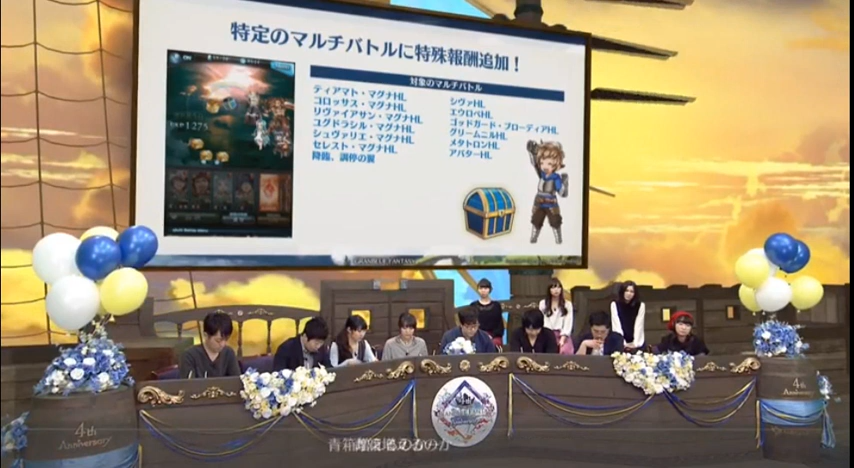 特定のマルチバトルに特殊報酬追加！
対象のマルチバトル
ティアマト・マグナHL
コロッサス・マグナHL
リヴァイアサン・マグナHL
ユグドラシル・マグナHL
シュヴァリエ・マグナHL
セレスト・マグナHL
降臨、調停の翼
シヴァHL
エウロペHL
ゴッドガード・ブローディアHL
グリームニルHL
メタトロンHL
アバターHL
1275
GRANBLUE FANTASY
4th
Anniversary
4th
Anniversary